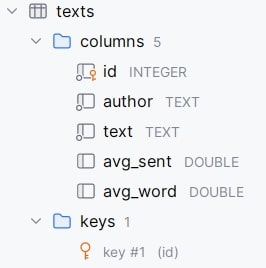 texts
columns 5
id INTEGER
author TEXT
text TEXT
avg_sent DOUBLE
avg_word DOUBLE
keys 1
key #1 (id)